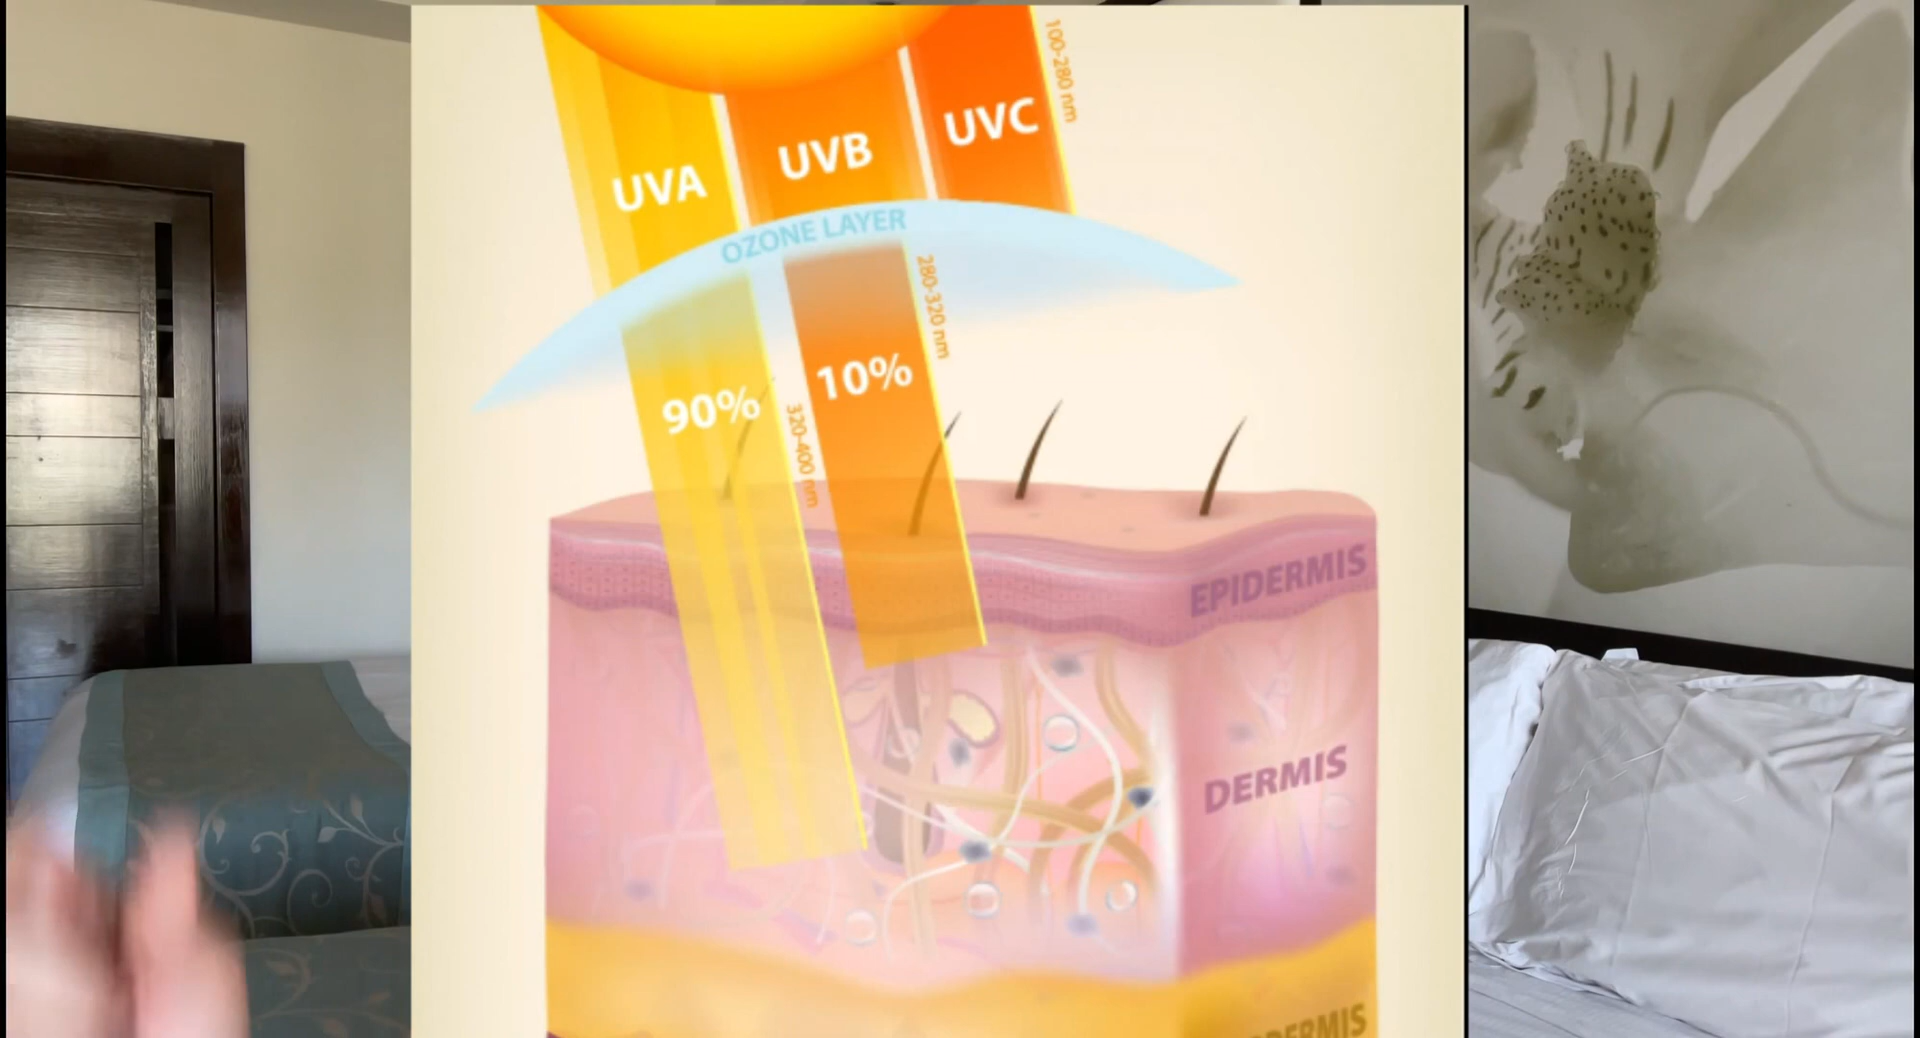 100-280 nm
UVC
UVB
UVA
OZONE LAYER
280-320 nm
10%
90%
320-400 nm
EPIDERMIS
DERMIS